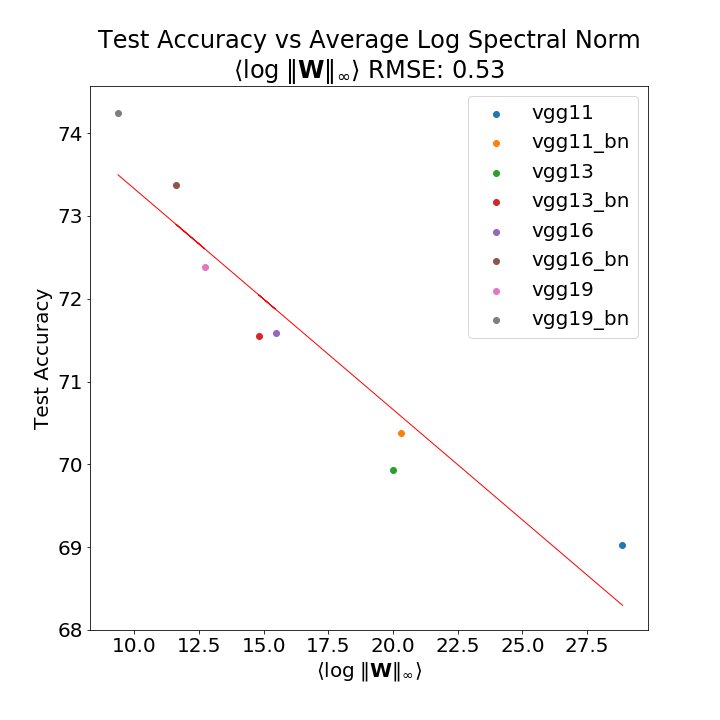 Test Accuracy vs Average Log Spectral Norm
⟨log ‖𝐖‖∞⟩ RMSE: 0.53
vgg11
vgg11_bn
vgg13
vgg13_bn
vgg16
vgg16_bn
vgg19
vgg19_bn
74
73
72
71
70
69
68
Test Accuracy
10.0 12.5 15.0 17.5 20.0 22.5 25.0 27.5
⟨log ‖𝐖‖∞⟩